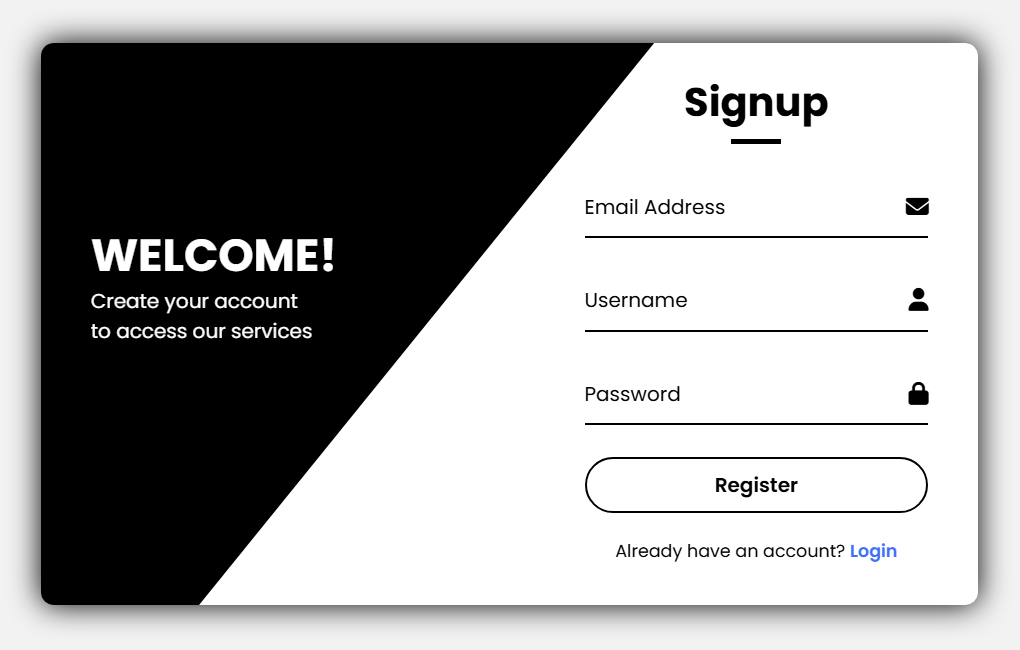 WELCOME!
Create your account
to access our services
Signup
Email Address
Username
Password
Register
Already have an account? Login